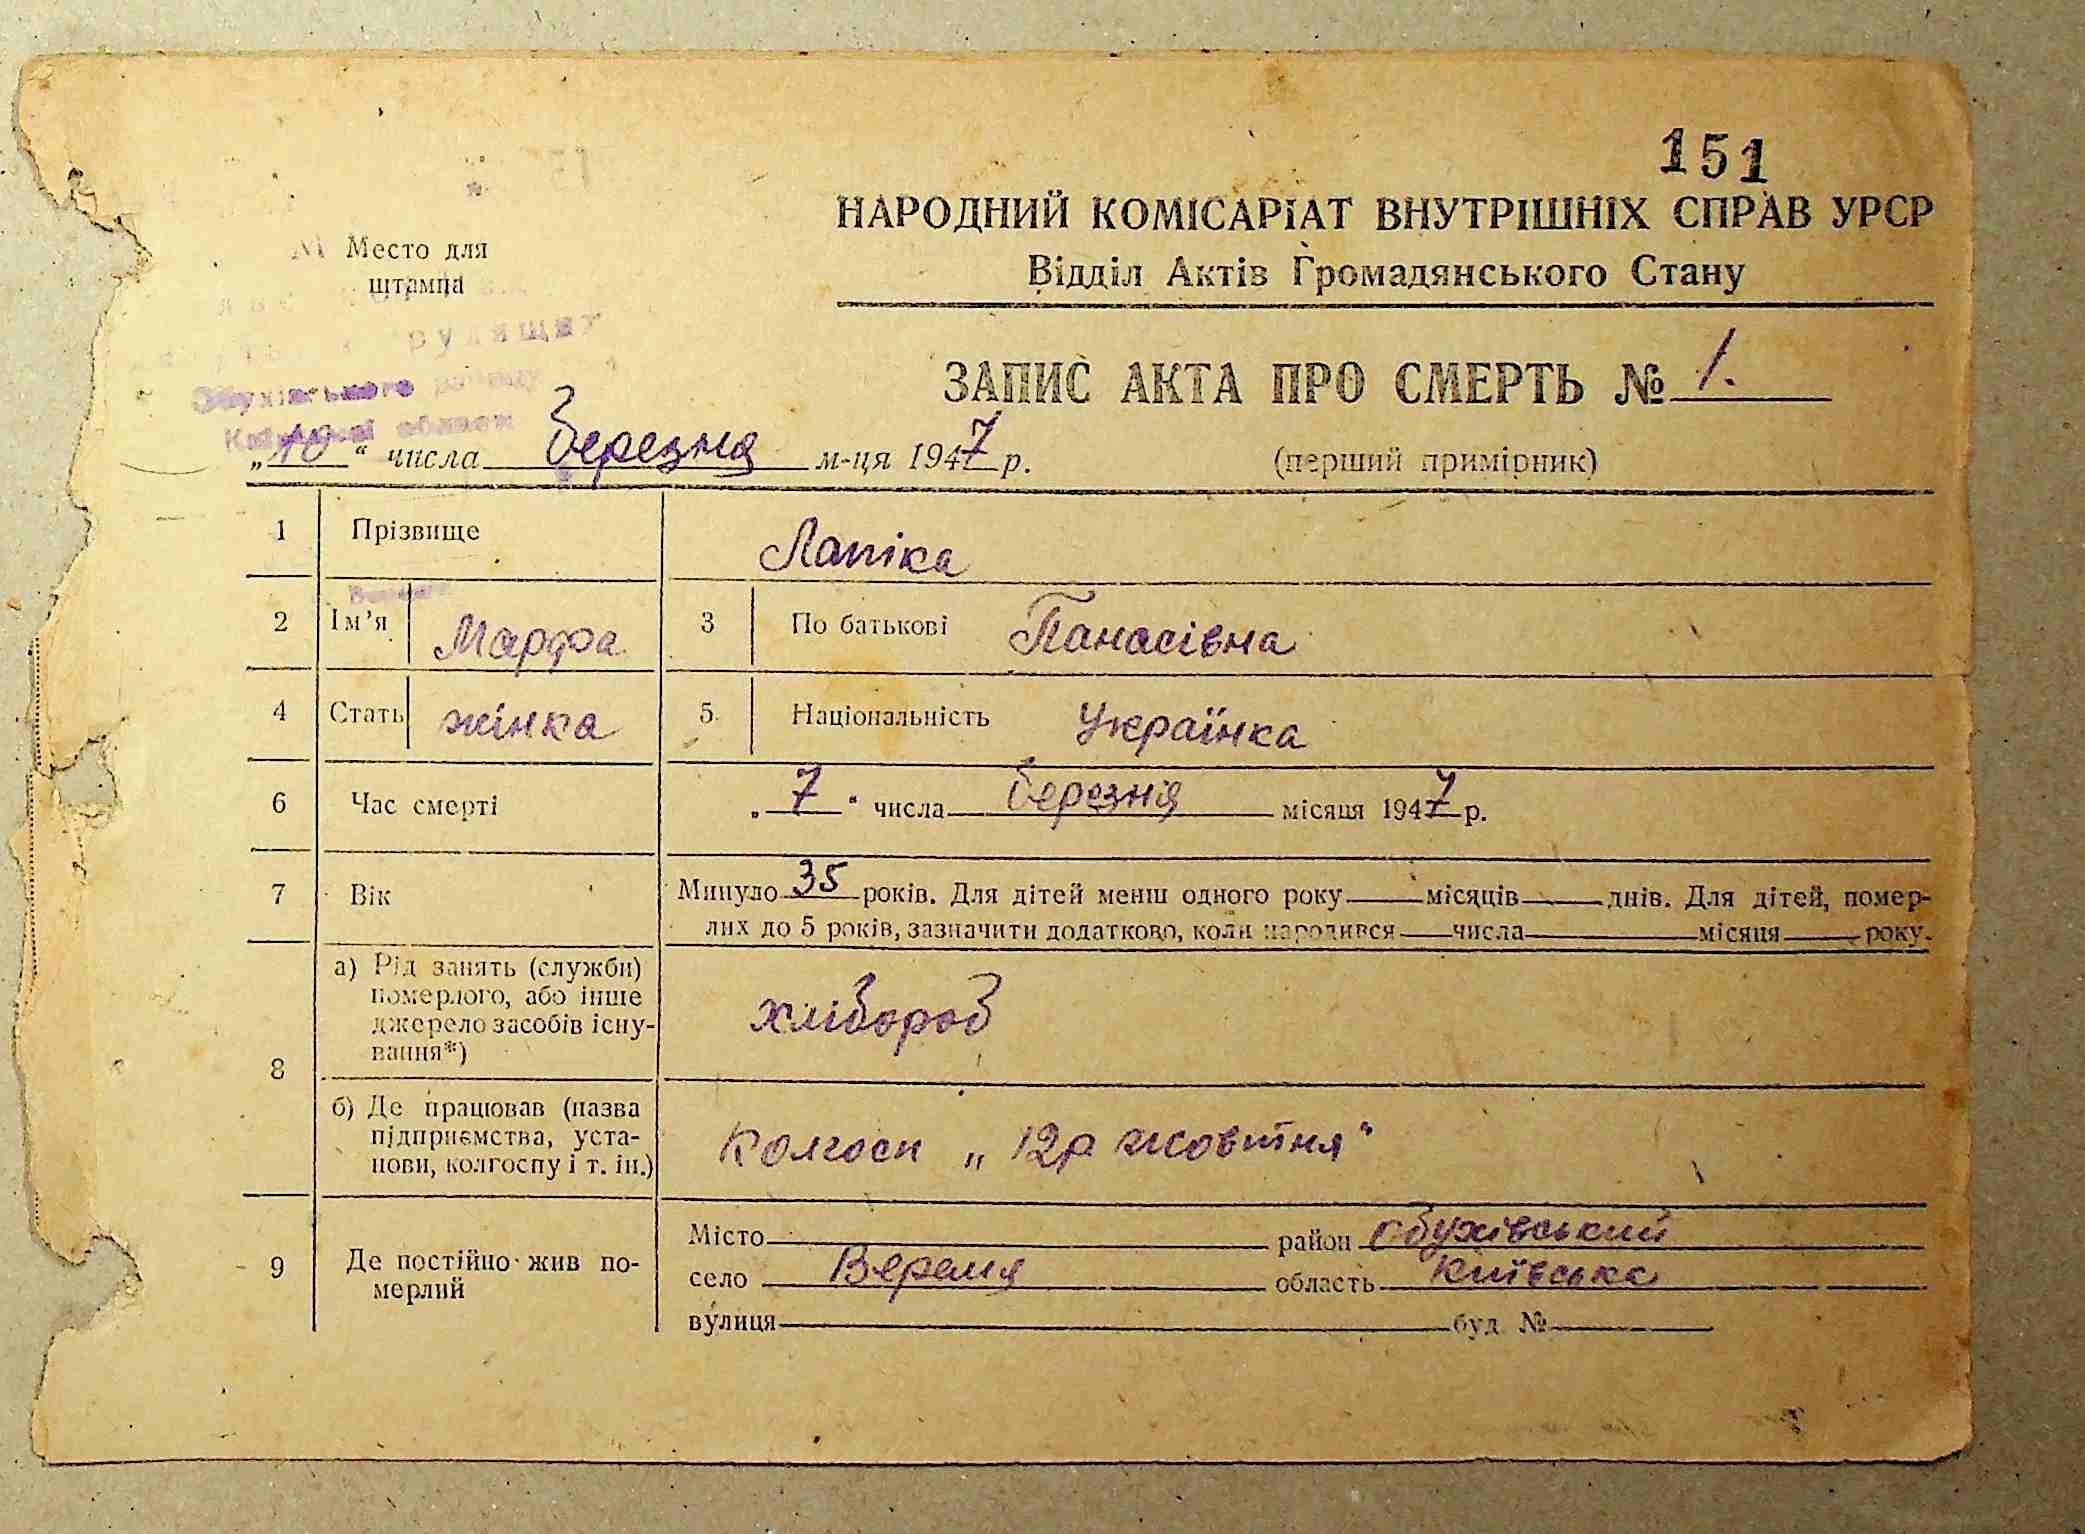 151
НАРОДНИЙ КОМІСАРІАТ ВНУТРІШНІХ СПРАВ УРСР
Відділ Актів Громадянського Стану
Место для
штампа
Обухівського району
Київської області
ЗАПИС АКТА ПРО СМЕРТЬ № 1.
„10“ числа березня м-ця 1947 р.
(перший примірник)
1 Прізвище Лапіка
2 Ім’я Марфа 3 По батькові Панасівна
4 Стать жінка 5 Національність Українка
6 Час смерті „7“ числа березня місяця 1947 р.
7 Вік Минуло 35 років. Для дітей менш одного року місяців днів. Для дітей, помер-
лих до 5 років, зазначити додатково, коли народився числа місяця року.
8 а) Рід занять (служби)
померлого, або інше
джерело засобів існу-
вання*)
хлібороб
б) Де працював (назва
підприємства, уста-
нови, колгоспу і т. ін.)
Колгосп „12р жовтня“
9 Де постійно жив по-
мерлий
Місто район Обухівський
село Веремя область Київська
вулиця буд. №